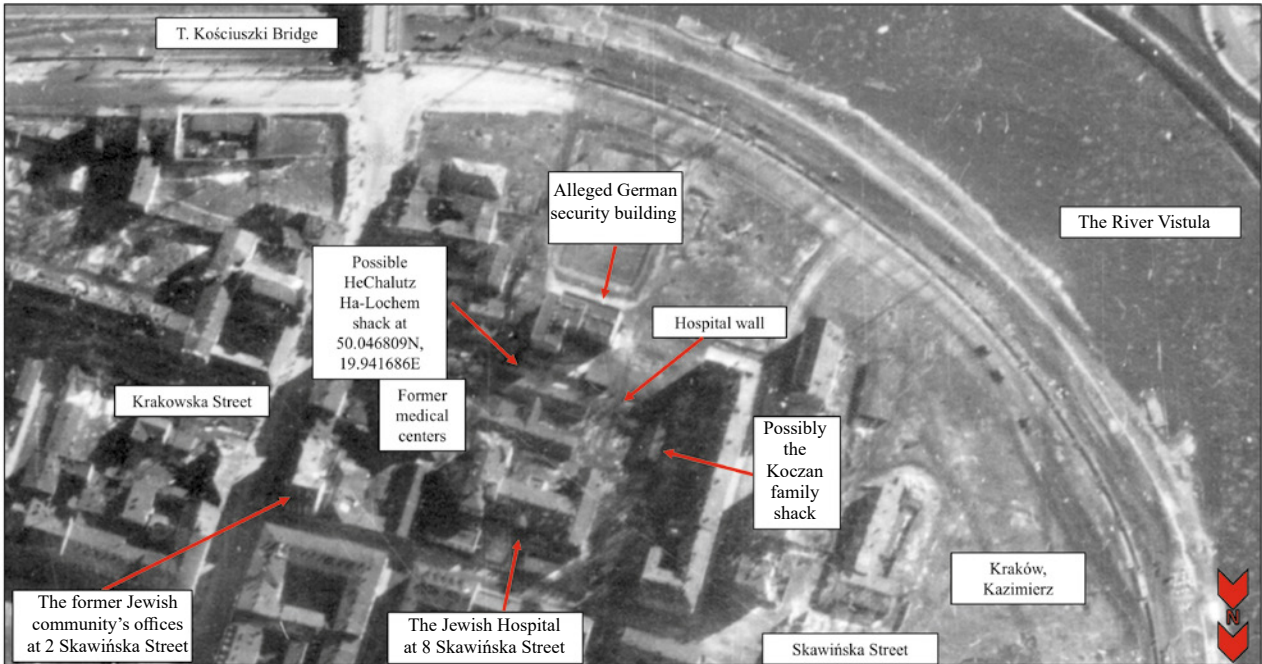 T. Kościuszki Bridge
Alleged German
security building
The River Vistula
Possible
HeChalutz
Ha-Lochem
shack at
50.046809N,
19.941686E
Hospital wall
Krakowska Street
Former
medical
centers
Possibly
the
Koczan
family
shack
Kraków,
Kazimierz
The former Jewish
community’s offices
at 2 Skawińska Street
The Jewish Hospital
at 8 Skawińska Street
Skawińska Street
N